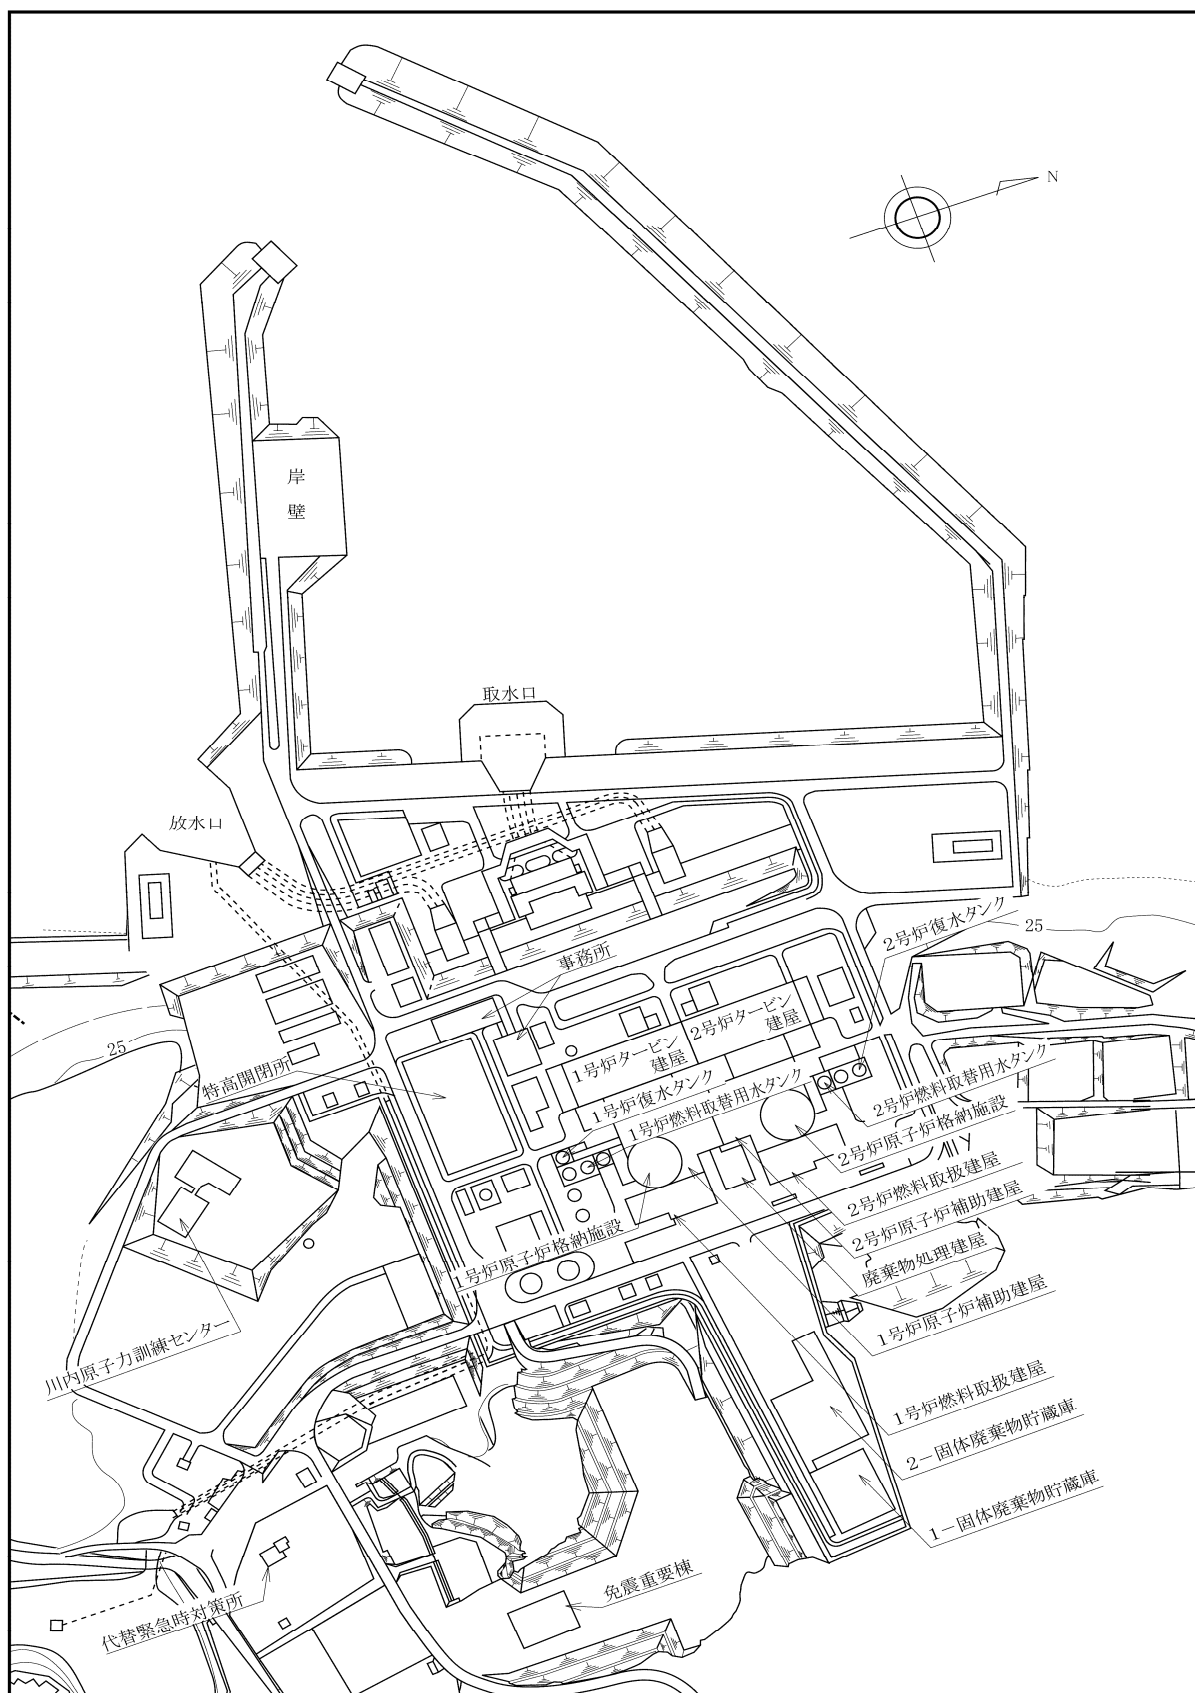 N
岸
壁
取水口
放水口
2号炉復水タンク
25
事務所
2号炉タービン
建屋
1号炉タービン
建屋
25
特高開閉所
1号炉復水タンク
1号炉燃料取替用水タンク
2号炉燃料取替用水タンク
2号炉原子炉格納施設
2号炉燃料取扱建屋
2号炉原子炉補助建屋
1号炉原子炉格納施設
廃棄物処理建屋
1号炉原子炉補助建屋
川内原子力訓練センター
1号炉燃料取扱建屋
2－固体廃棄物貯蔵庫
1－固体廃棄物貯蔵庫
免震重要棟
代替緊急時対策所